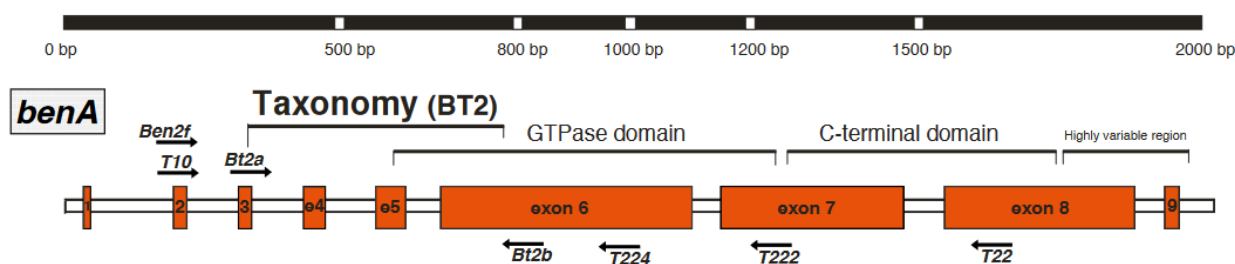 0 bp 500 bp 800 bp 1000 bp 1200 bp 1500 bp 2000 bp
benA
Taxonomy (BT2)
GTPase domain C-terminal domain Highly variable region
Ben2f
T10 Bt2a
1 2 3 e4 e5 exon 6 exon 7 exon 8 9
Bt2b T224 T222 T22